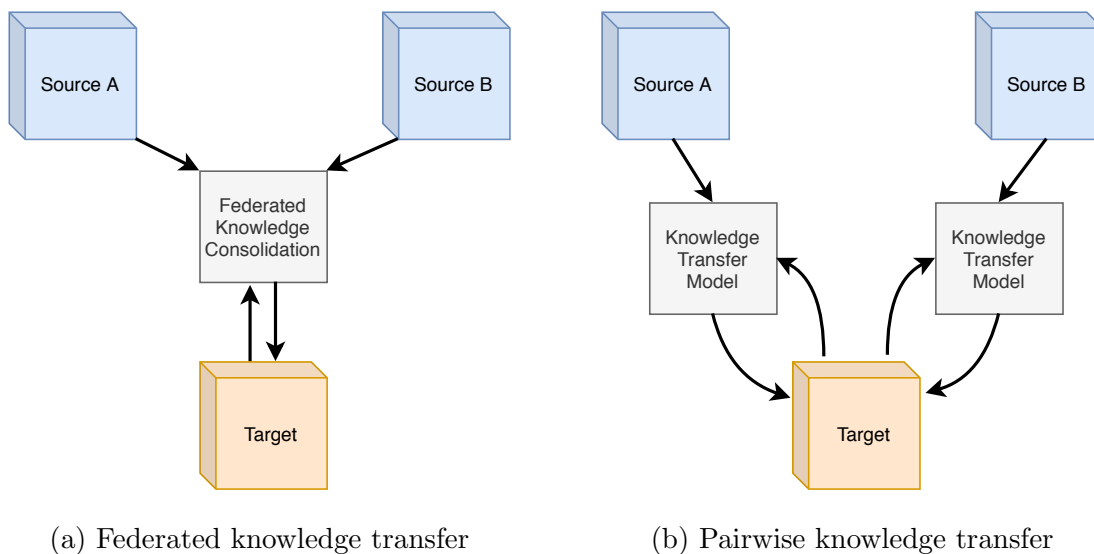 Source A
Source B
Federated
Knowledge
Consolidation
Target
(a) Federated knowledge transfer
Source A
Source B
Knowledge
Transfer
Model
Knowledge
Transfer
Model
Target
(b) Pairwise knowledge transfer